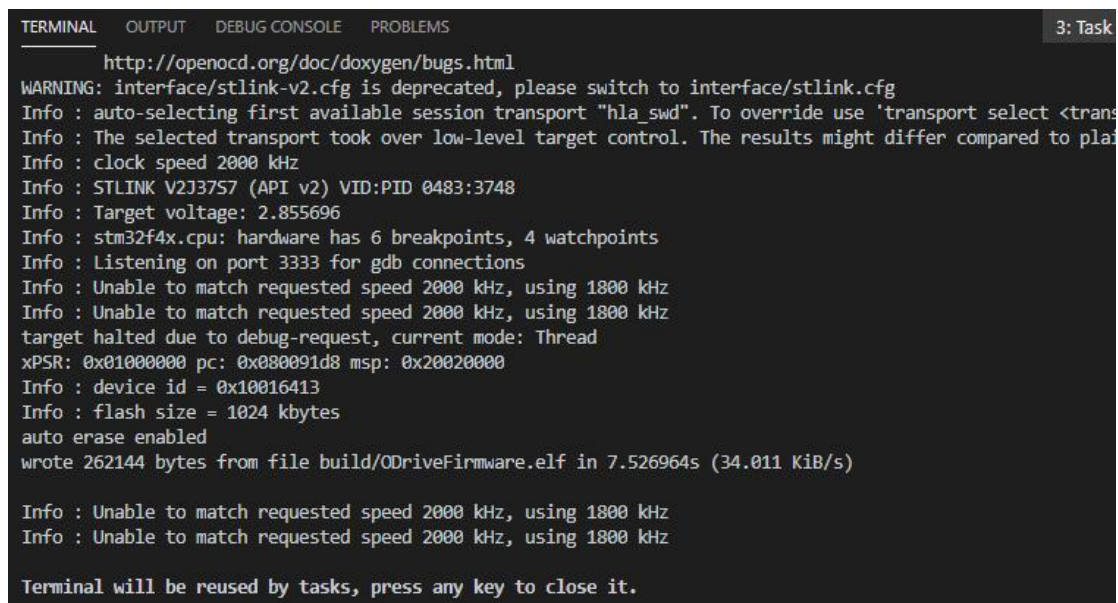 TERMINAL OUTPUT DEBUG CONSOLE PROBLEMS 3: Task
http://openocd.org/doc/doxygen/bugs.html
WARNING: interface/stlink-v2.cfg is deprecated, please switch to interface/stlink.cfg
Info : auto-selecting first available session transport "hla_swd". To override use 'transport select <trans
Info : The selected transport took over low-level target control. The results might differ compared to plai
Info : clock speed 2000 kHz
Info : STLINK V2J37S7 (API v2) VID:PID 0483:3748
Info : Target voltage: 2.855696
Info : stm32f4x.cpu: hardware has 6 breakpoints, 4 watchpoints
Info : Listening on port 3333 for gdb connections
Info : Unable to match requested speed 2000 kHz, using 1800 kHz
Info : Unable to match requested speed 2000 kHz, using 1800 kHz
target halted due to debug-request, current mode: Thread
xPSR: 0x01000000 pc: 0x080091d8 msp: 0x20020000
Info : device id = 0x10016413
Info : flash size = 1024 kbytes
auto erase enabled
wrote 262144 bytes from file build/ODriveFirmware.elf in 7.526964s (34.011 KiB/s)
Info : Unable to match requested speed 2000 kHz, using 1800 kHz
Info : Unable to match requested speed 2000 kHz, using 1800 kHz
Terminal will be reused by tasks, press any key to close it.